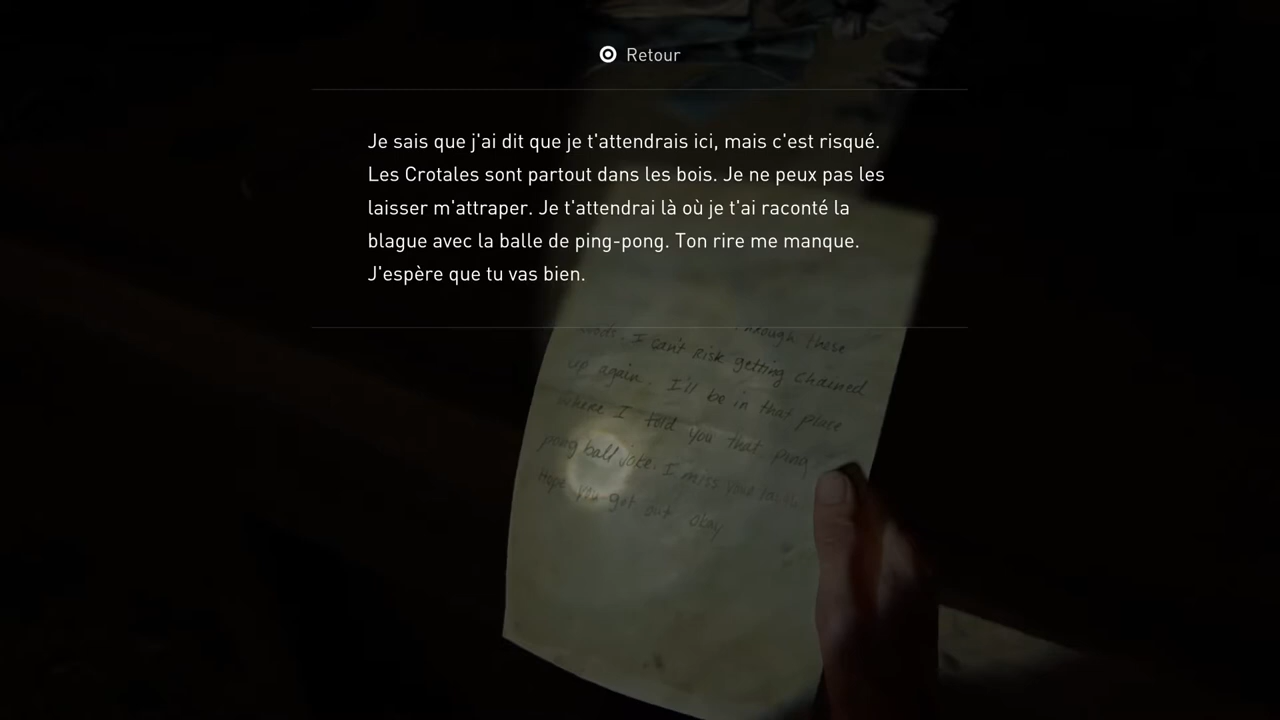 Retour
Je sais que j'ai dit que je t'attendrais ici, mais c'est risqué.
Les Crotales sont partout dans les bois. Je ne peux pas les
laisser m'attraper. Je t'attendrai là où je t'ai raconté la
blague avec la balle de ping-pong. Ton rire me manque.
J'espère que tu vas bien.
through these
woods. I can't risk getting chained
up again. I'll be in that place
where I told you that ping
pong ball joke. I miss your
Hope you got out okay